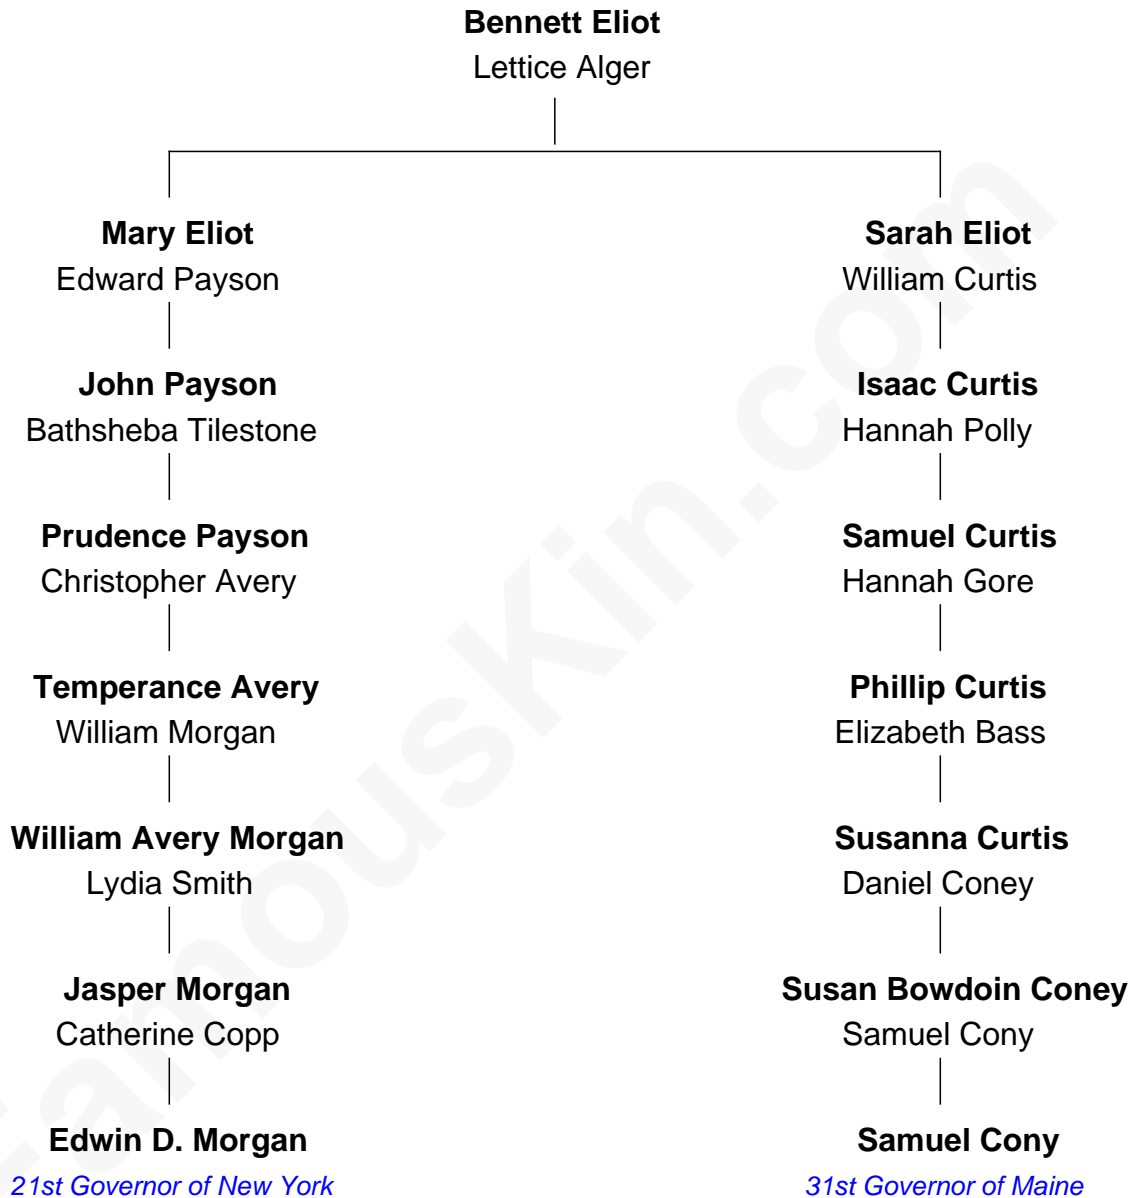 Bennett Eliot
Lettice Alger
Mary Eliot
Edward Payson
Sarah Eliot
William Curtis
John Payson
Bathsheba Tilestone
Isaac Curtis
Hannah Polly
Prudence Payson
Christopher Avery
Samuel Curtis
Hannah Gore
Temperance Avery
William Morgan
Phillip Curtis
Elizabeth Bass
William Avery Morgan
Lydia Smith
Susanna Curtis
Daniel Coney
Jasper Morgan
Catherine Copp
Susan Bowdoin Coney
Samuel Cony
Edwin D. Morgan
21st Governor of New York
Samuel Cony
31st Governor of Maine
FamousKin.com